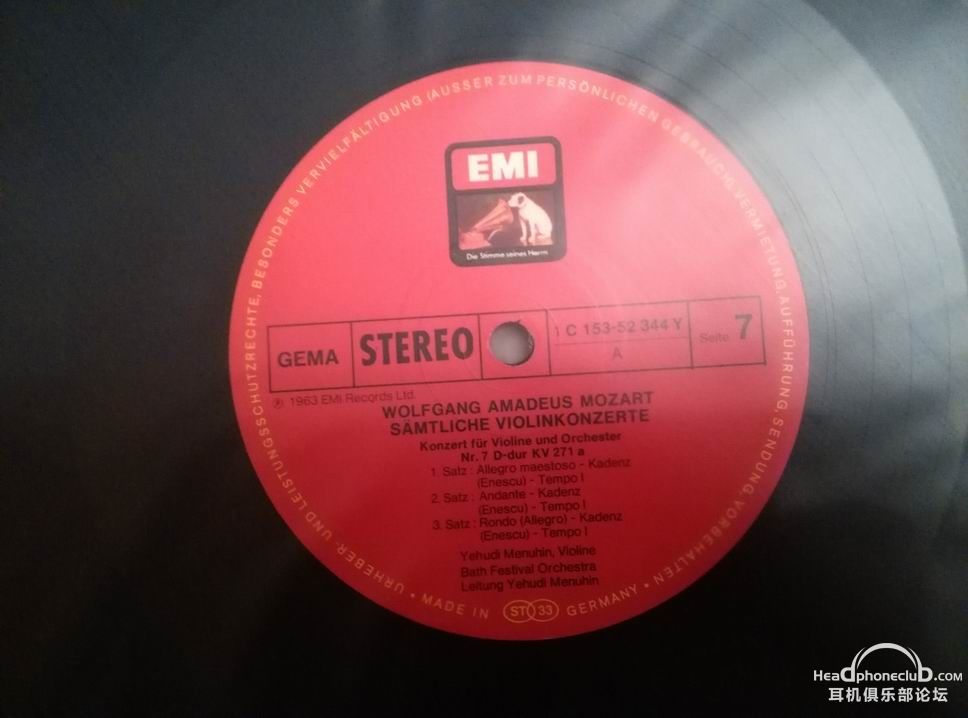 URHEBER- UND LEISTUNGSSCHUTZRECHTE, BESONDERS VERVIELFÄLTIGUNG (AUSSER ZUM PERSÖNLICHEN GEBRAUCH), VERMIETUNG, AUFFÜHRUNG, SENDUNG, VORBEHALTEN •
EMI
Die Stimme seines Herrn
GEMA
STEREO
1 C 153-52 344 Y
A
Seite 7
℗ 1963 EMI Records Ltd.
WOLFGANG AMADEUS MOZART
SÄMTLICHE VIOLINKONZERTE
Konzert für Violine und Orchester
Nr. 7 D-dur KV 271 a
1. Satz : Allegro maestoso - Kadenz
(Enescu) - Tempo I
2. Satz : Andante - Kadenz
(Enescu) - Tempo I
3. Satz : Rondo (Allegro) - Kadenz
(Enescu) - Tempo I
Yehudi Menuhin, Violine
Bath Festival Orchestra
Leitung Yehudi Menuhin
• MADE IN GERMANY •
ST 33
HeadphoneclubD.com
耳机俱乐部论坛